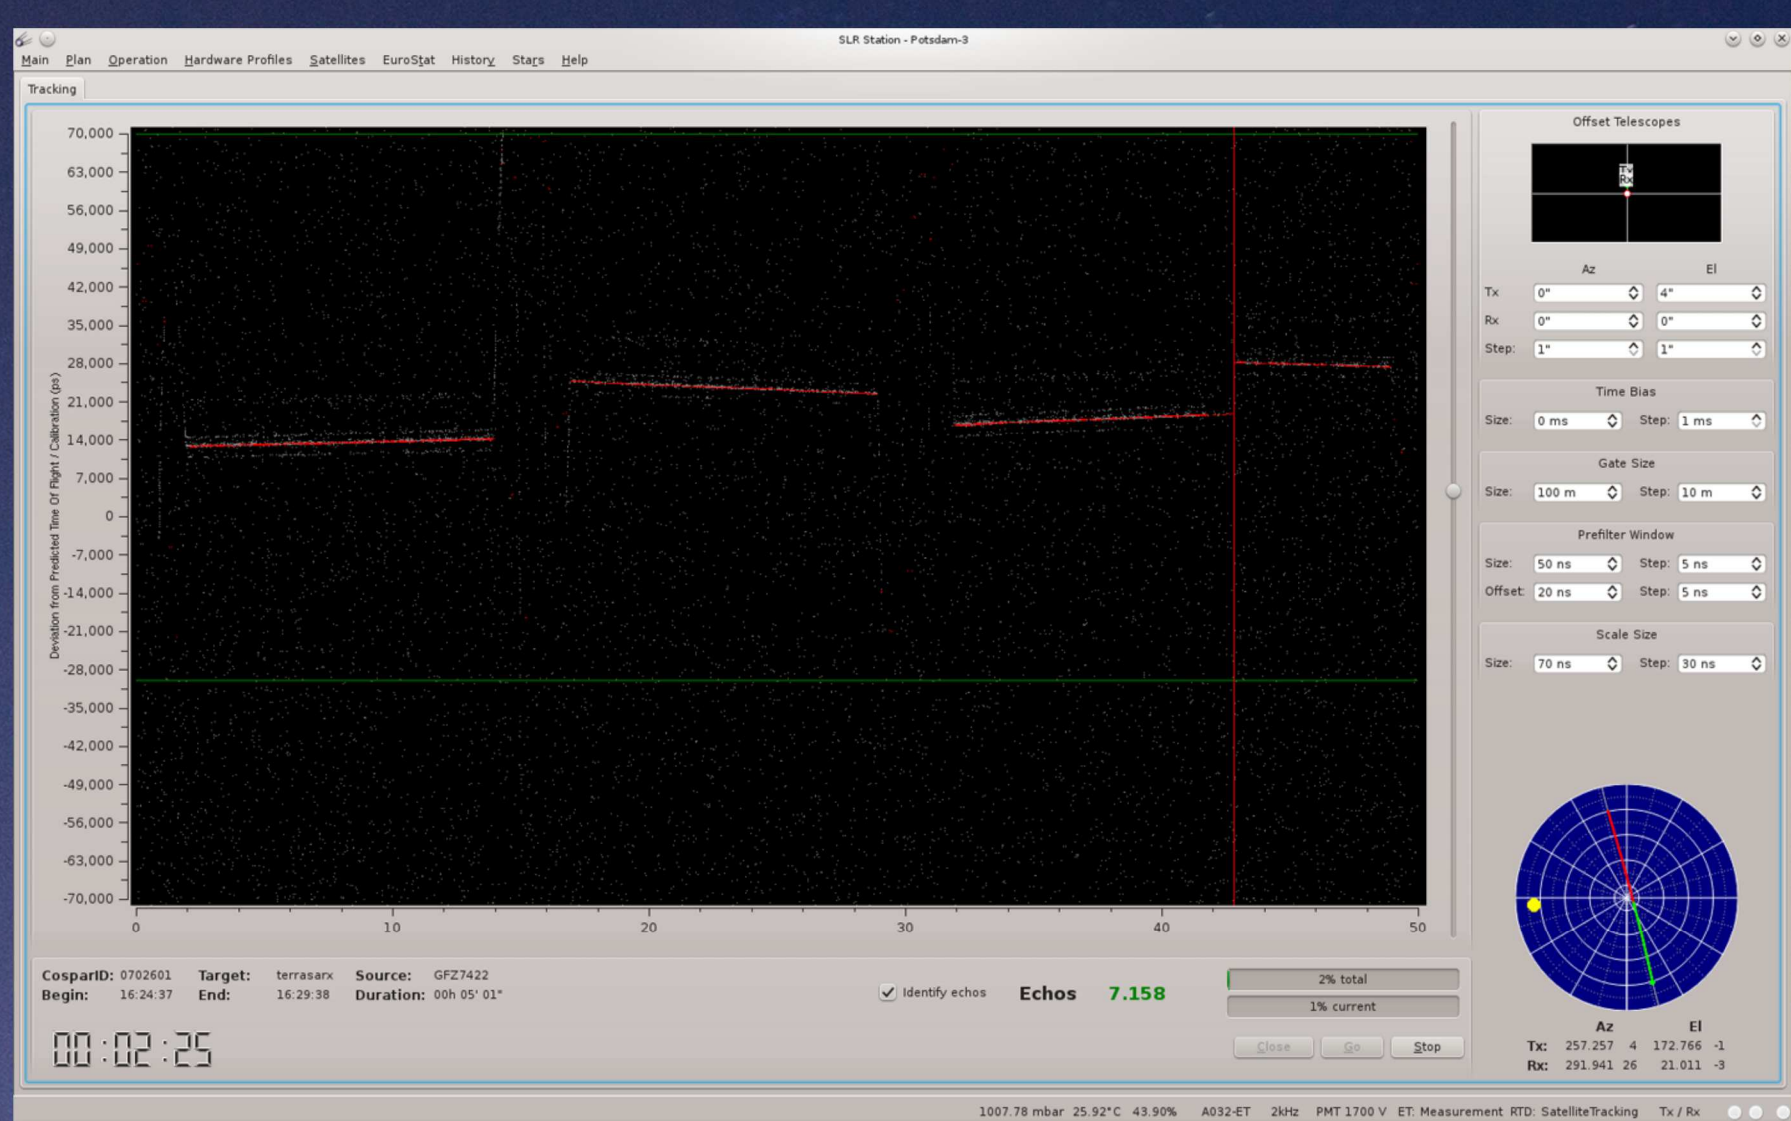 SLR Station - Potsdam-3
Main Plan Operation Hardware Profiles Satellites EuroStat History Stars Help
Tracking
Deviation from Predicted Time Of Flight / Calibration (ps)
70,000
63,000
56,000
49,000
42,000
35,000
28,000
21,000
14,000
7,000
0
-7,000
-14,000
-21,000
-28,000
-35,000
-42,000
-49,000
-56,000
-63,000
-70,000
0 10 20 30 40 50
Offset Telescopes
Tx
Rx
Az El
Tx 0" 4"
Rx 0" 0"
Step: 1" 1"
Time Bias
Size: 0 ms Step: 1 ms
Gate Size
Size: 100 m Step: 10 m
Prefilter Window
Size: 50 ns Step: 5 ns
Offset: 20 ns Step: 5 ns
Scale Size
Size: 70 ns Step: 30 ns
Az El
Tx: 257.257 4 172.766 -1
Rx: 291.941 26 21.011 -3
CosparID: 0702601 Target: terrasarx Source: GFZ7422
Begin: 16:24:37 End: 16:29:38 Duration: 00h 05' 01"
00:02:25
Identify echos Echos 7.158
2% total
1% current
Close Go Stop
1007.78 mbar 25.92°C 43.90% A032-ET 2kHz PMT 1700 V ET: Measurement RTD: SatelliteTracking Tx / Rx